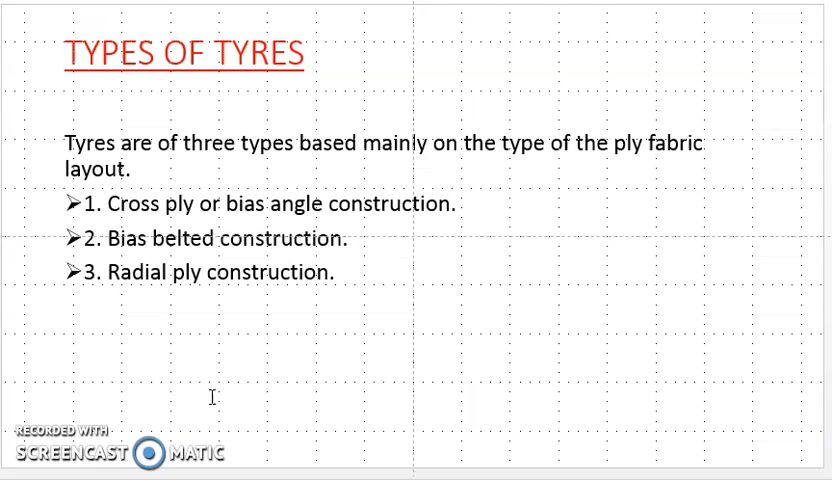 TYPES OF TYRES
Tyres are of three types based mainly on the type of the ply fabric
layout.
➢1. Cross ply or bias angle construction.
➢2. Bias belted construction.
➢3. Radial ply construction.
RECORDED WITH
SCREENCAST MATIC